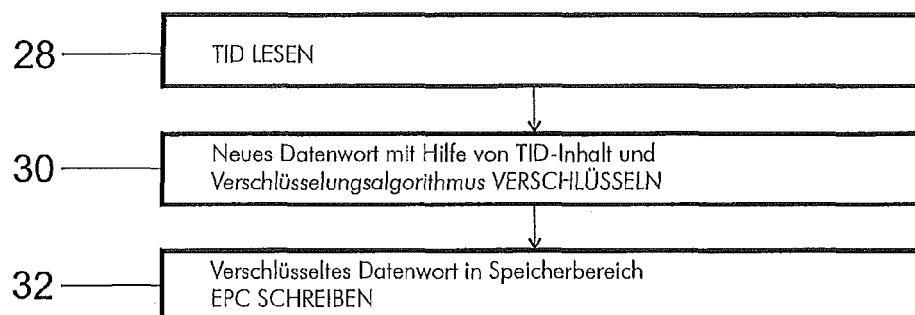 28
TID LESEN
30
Neues Datenwort mit Hilfe von TID-Inhalt und
Verschlüsselungsalgorithmus VERSCHLÜSSELN
32
Verschlüsseltes Datenwort in Speicherbereich
EPC SCHREIBEN